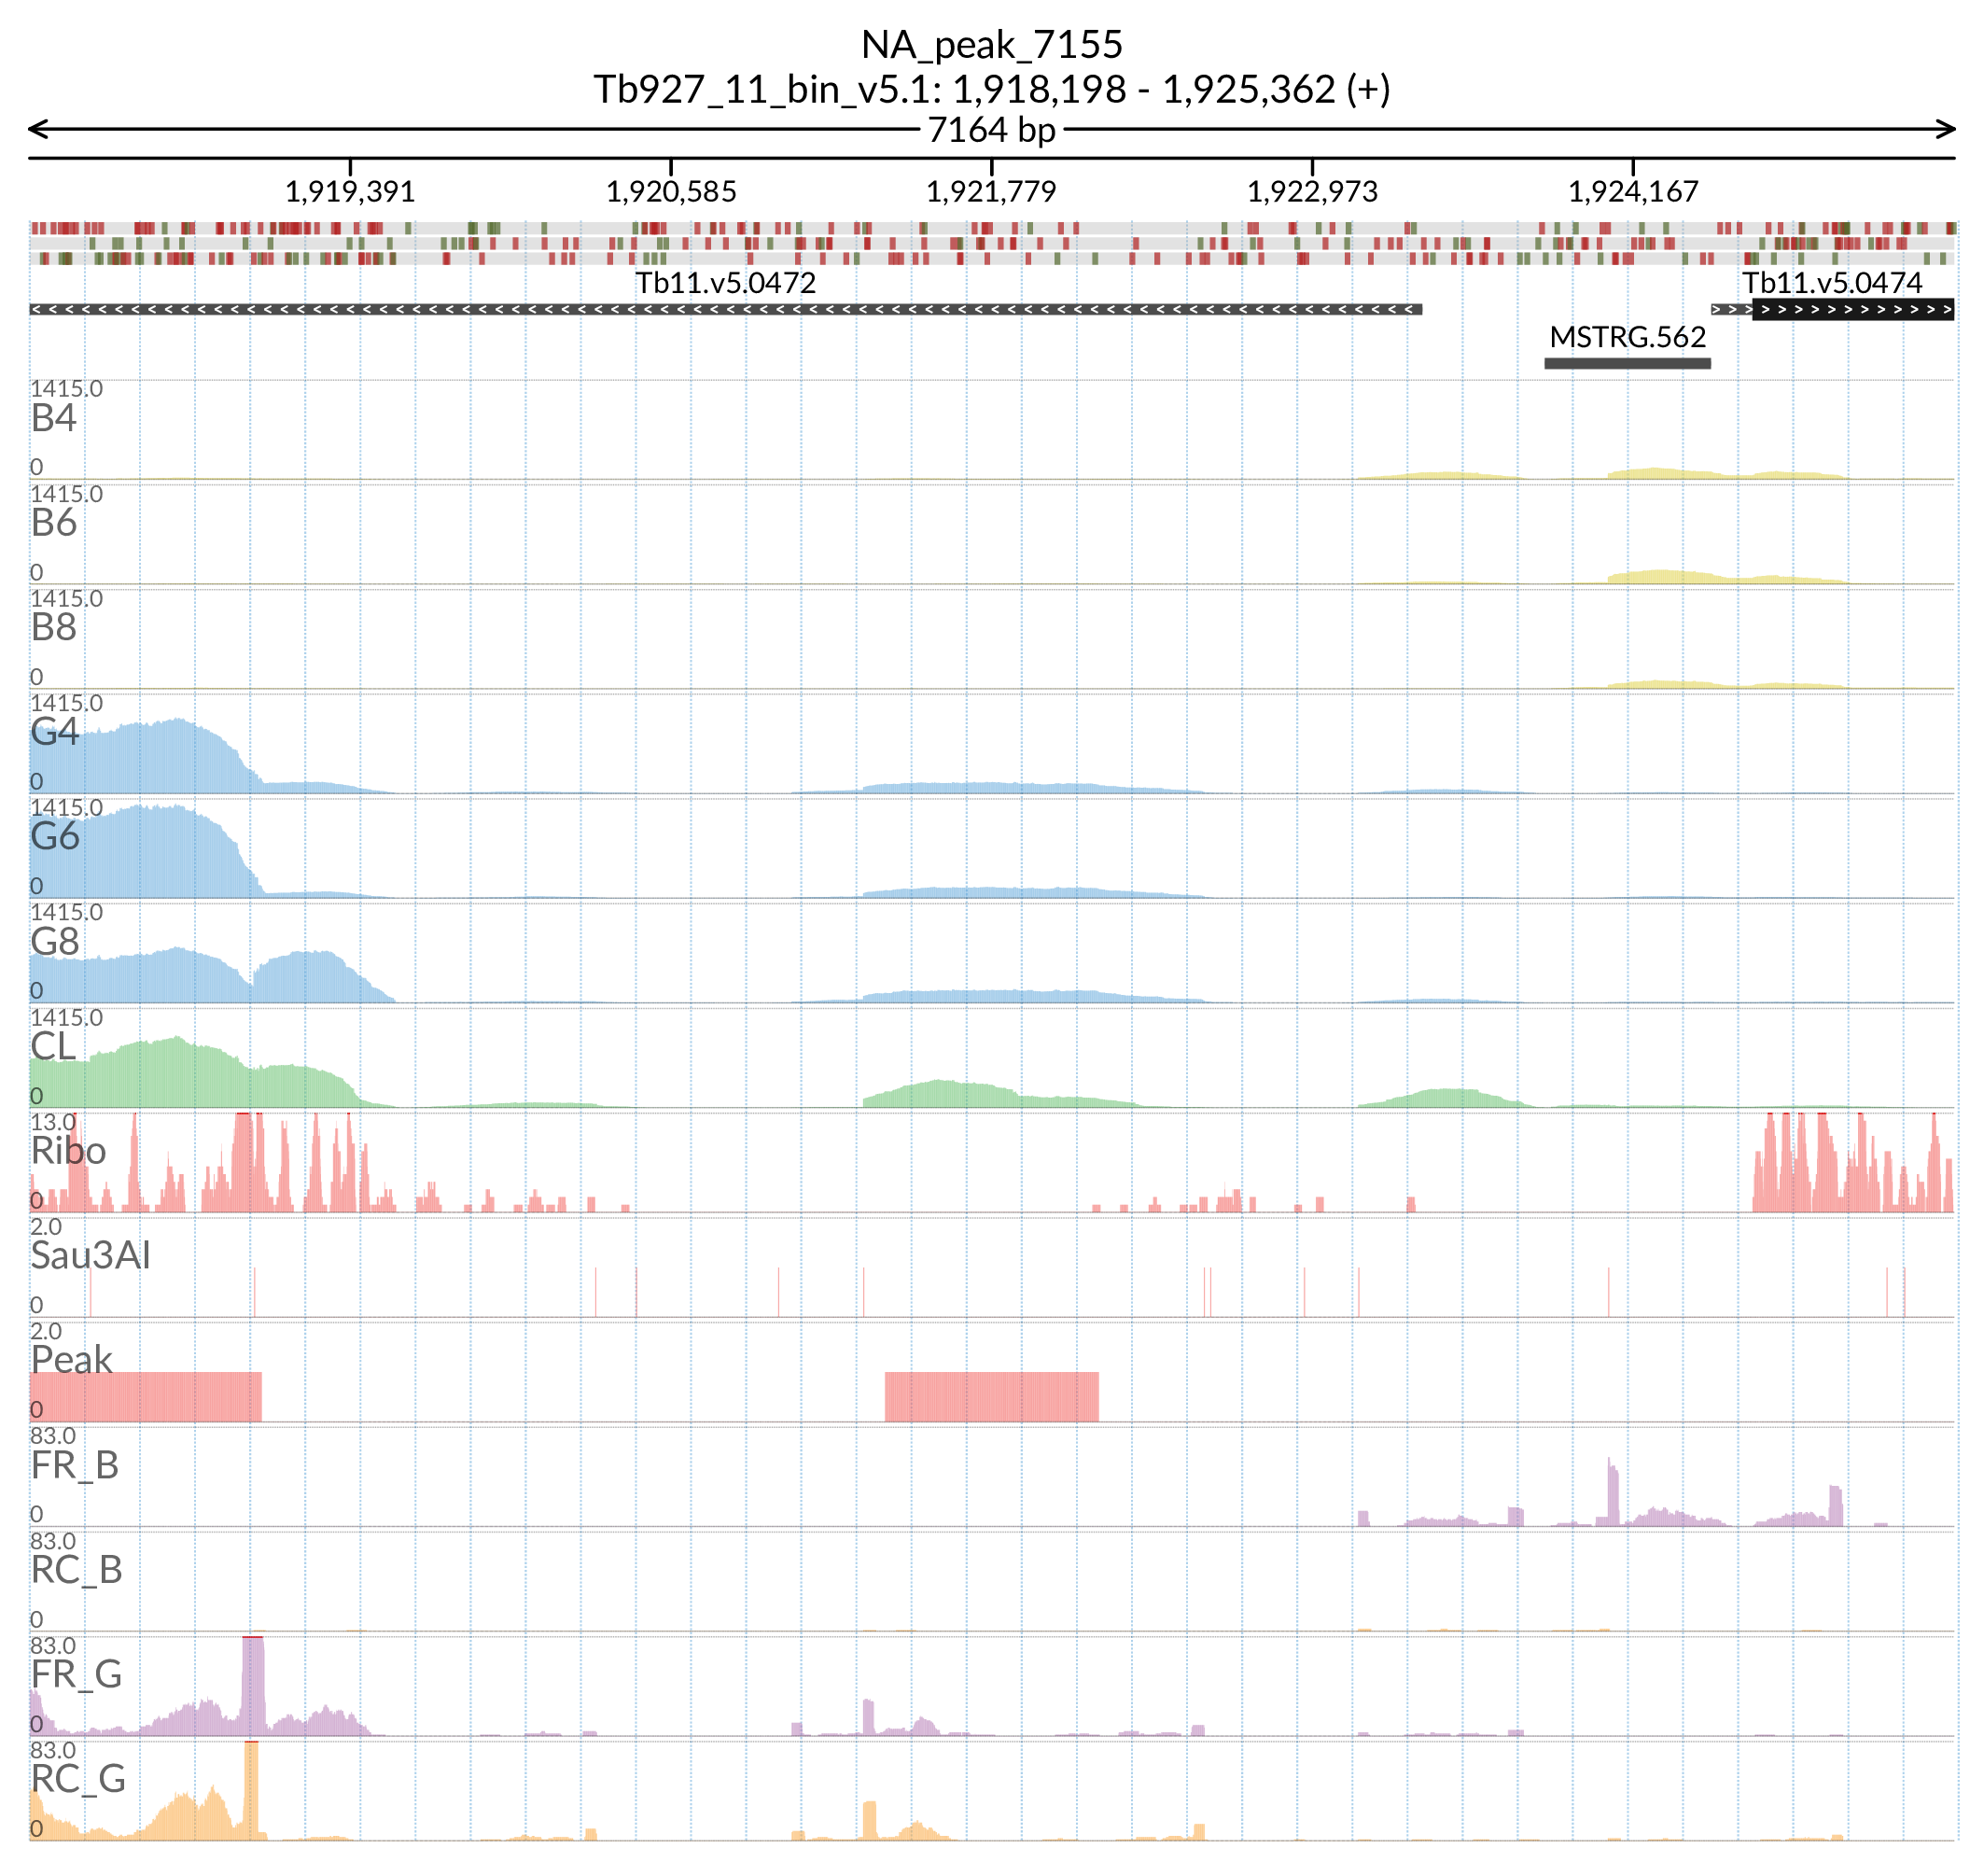 NA_peak_7155
Tb927_11_bin_v5.1: 1,918,198 - 1,925,362 (+)
7164 bp
1,919,391 1,920,585 1,921,779 1,922,973 1,924,167
Tb11.v5.0472 Tb11.v5.0474
MSTRG.562
1415.0
B4
0
1415.0
B6
0
1415.0
B8
0
1415.0
G4
0
1415.0
G6
0
1415.0
G8
0
1415.0
CL
0
13.0
Ribo
0
2.0
Sau3AI
0
2.0
Peak
0
83.0
FR_B
0
83.0
RC_B
0
83.0
FR_G
0
83.0
RC_G
0